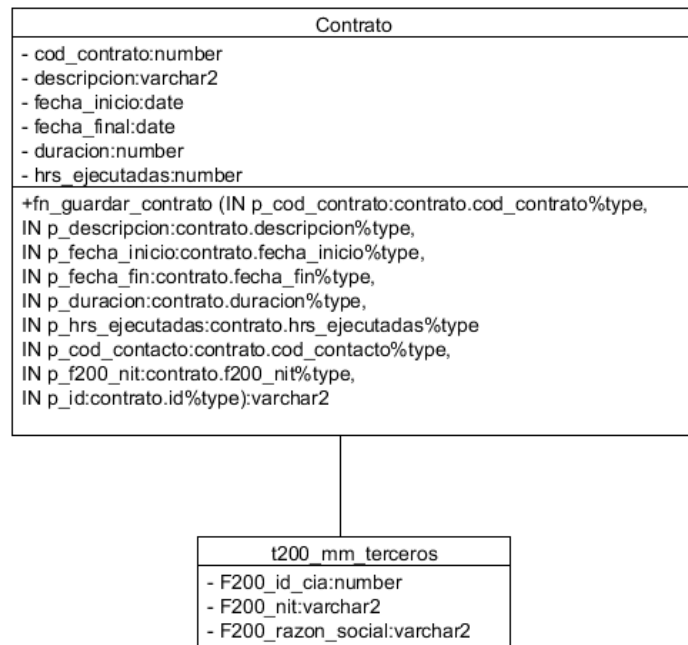 Contrato
- cod_contrato:number
- descripcion:varchar2
- fecha_inicio:date
- fecha_final:date
- duracion:number
- hrs_ejecutadas:number
+fn_guardar_contrato (IN p_cod_contrato:contrato.cod_contrato%type,
IN p_descripcion:contrato.descripcion%type,
IN p_fecha_inicio:contrato.fecha_inicio%type,
IN p_fecha_fin:contrato.fecha_fin%type,
IN p_duracion:contrato.duracion%type,
IN p_hrs_ejecutadas:contrato.hrs_ejecutadas%type
IN p_cod_contacto:contrato.cod_contacto%type,
IN p_f200_nit:contrato.f200_nit%type,
IN p_id:contrato.id%type):varchar2
t200_mm_terceros
- F200_id_cia:number
- F200_nit:varchar2
- F200_razon_social:varchar2